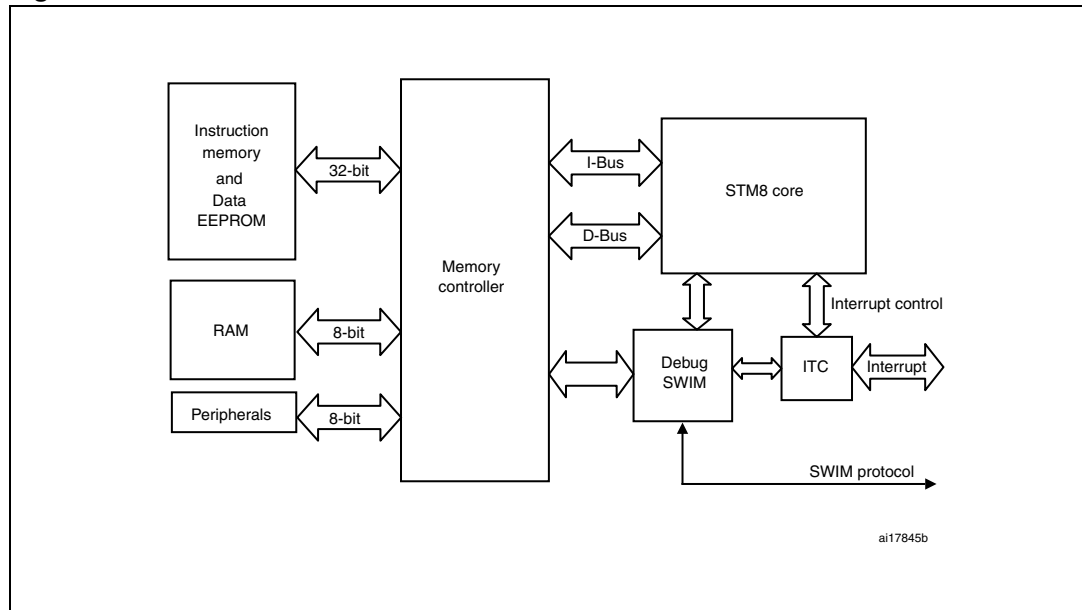 Instruction
memory
and
Data
EEPROM
32-bit
RAM
8-bit
Peripherals
8-bit
Memory
controller
I-Bus
D-Bus
STM8 core
Interrupt control
Debug
SWIM
ITC
Interrupt
SWIM protocol
ai17845b